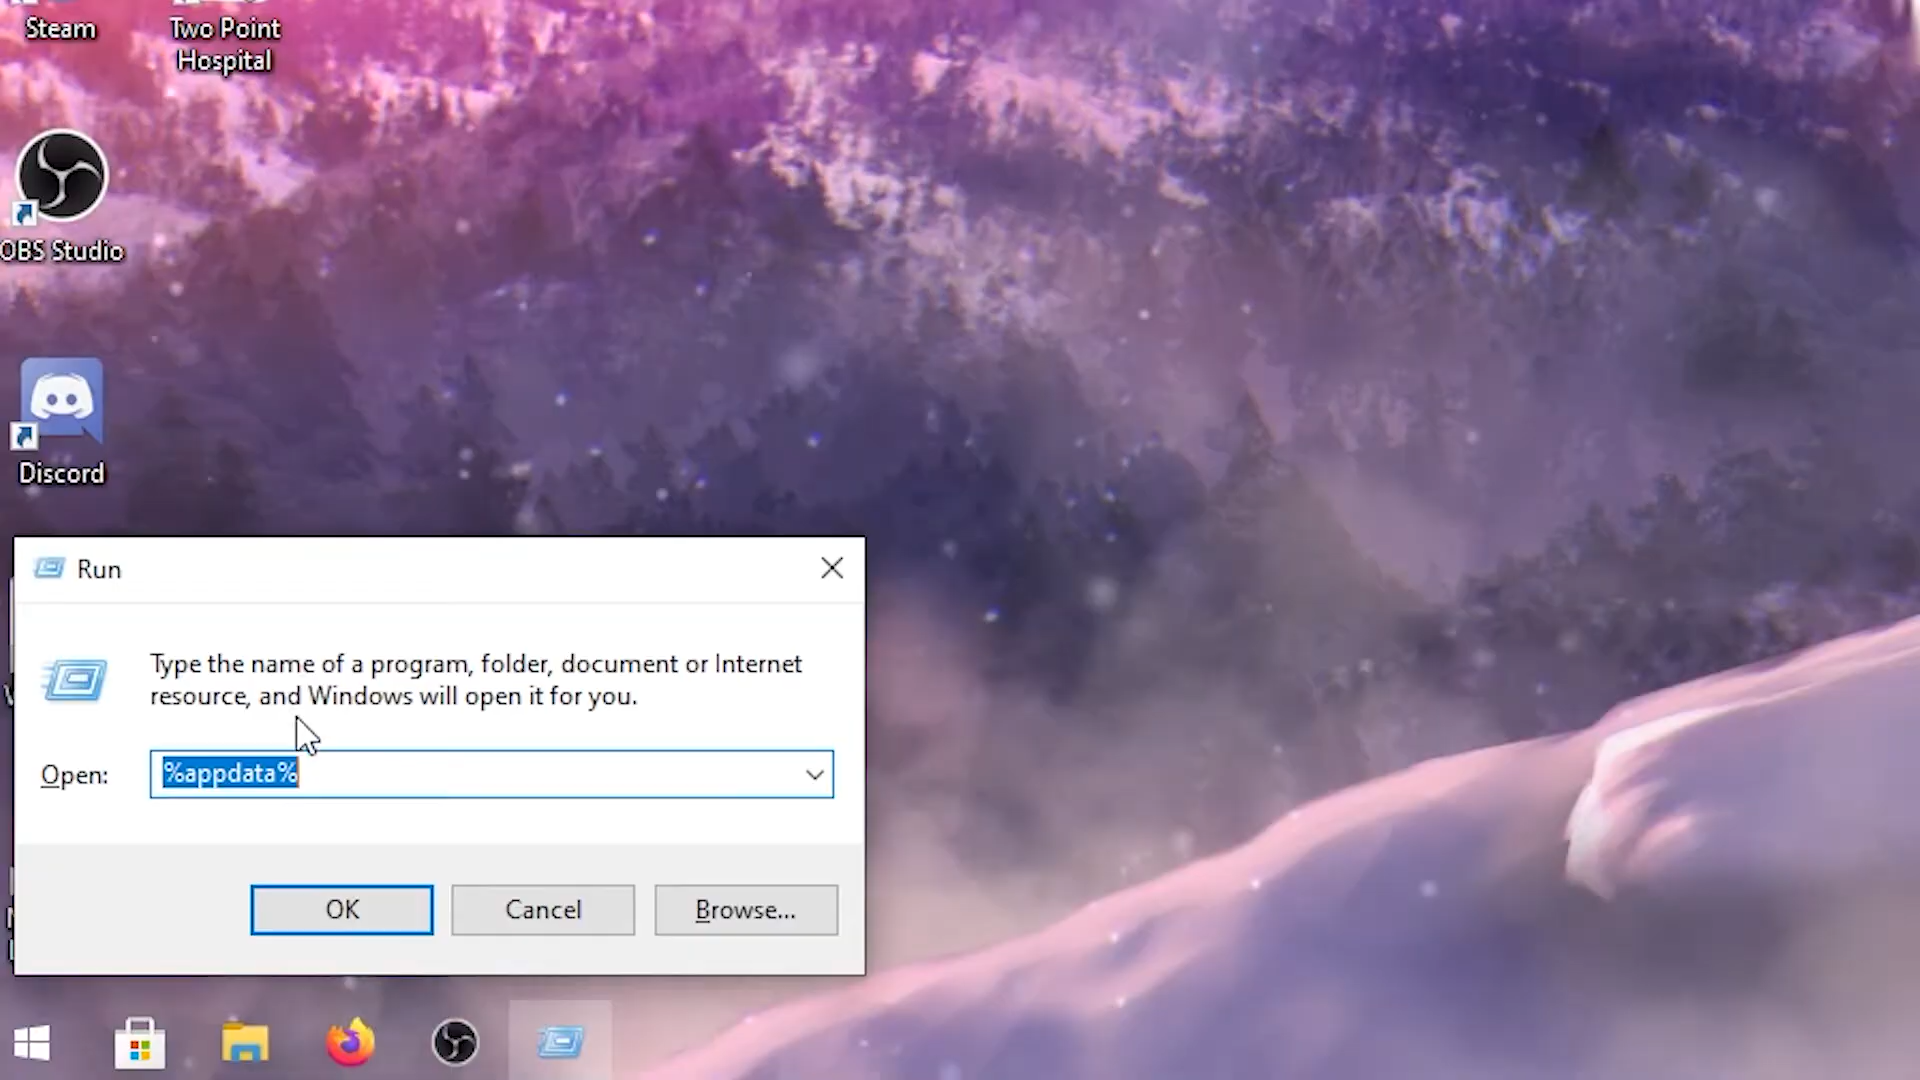 Steam
Two Point
Hospital
OBS Studio
Discord
Run
Type the name of a program, folder, document or Internet
resource, and Windows will open it for you.
Open:
%appdata%
OK
Cancel
Browse...